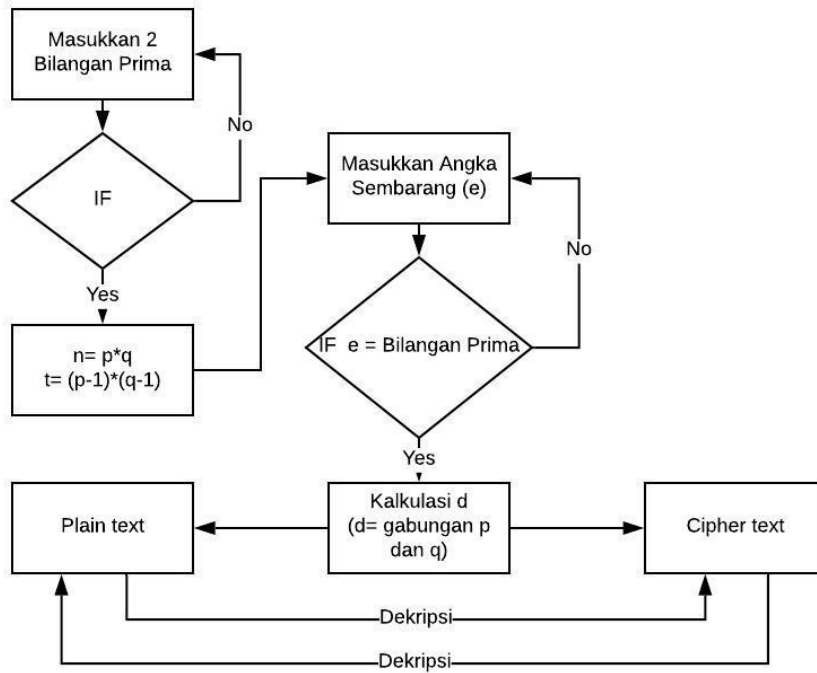 Masukkan 2
Bilangan Prima
No
IF
Yes
n= p*q
t= (p-1)*(q-1)
Masukkan Angka
Sembarang (e)
No
IF e = Bilangan Prima
Yes
Plain text
Kalkulasi d
(d= gabungan p
dan q)
Cipher text
Dekripsi
Dekripsi